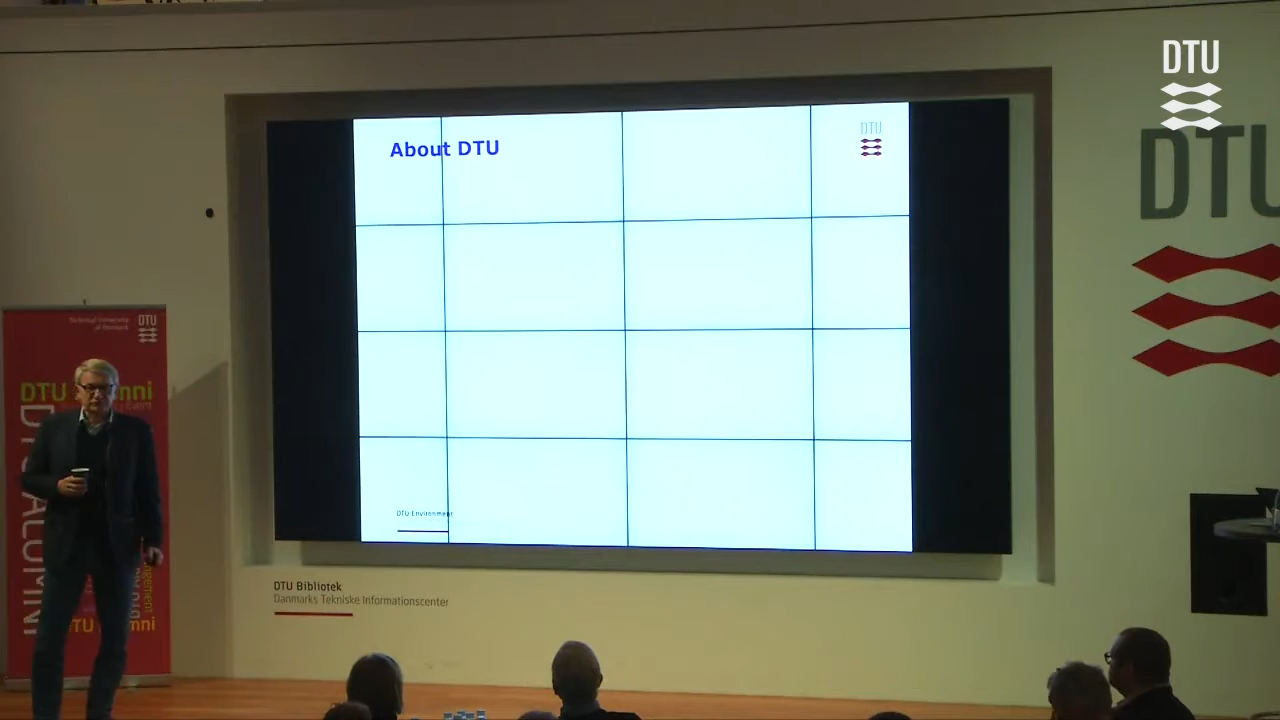 DTU
DTU
About DTU
DTU
DTU Environment
Technical University
of Denmark
DTU
DTU
mni
DTU ALUMNI
DTU Alumni
DTU Bibliotek
Danmarks Tekniske Informationscenter